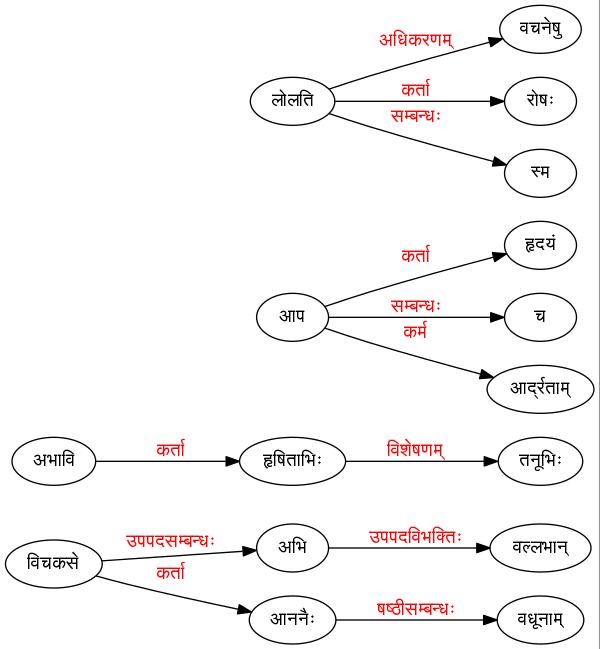 वचनेषु
अधिकरणम्
लोलति
कर्ता
रोषः
सम्बन्धः
स्म
हृदयं
कर्ता
आप
सम्बन्धः
च
कर्म
आर्द्रताम्
अभावि
कर्ता
हृषिताभिः
विशेषणम्
तनूभिः
उपपदसम्बन्धः
अभि
उपपदविभक्तिः
वल्लभान्
विचकसे
कर्ता
आननैः
षष्ठीसम्बन्धः
वधूनाम्